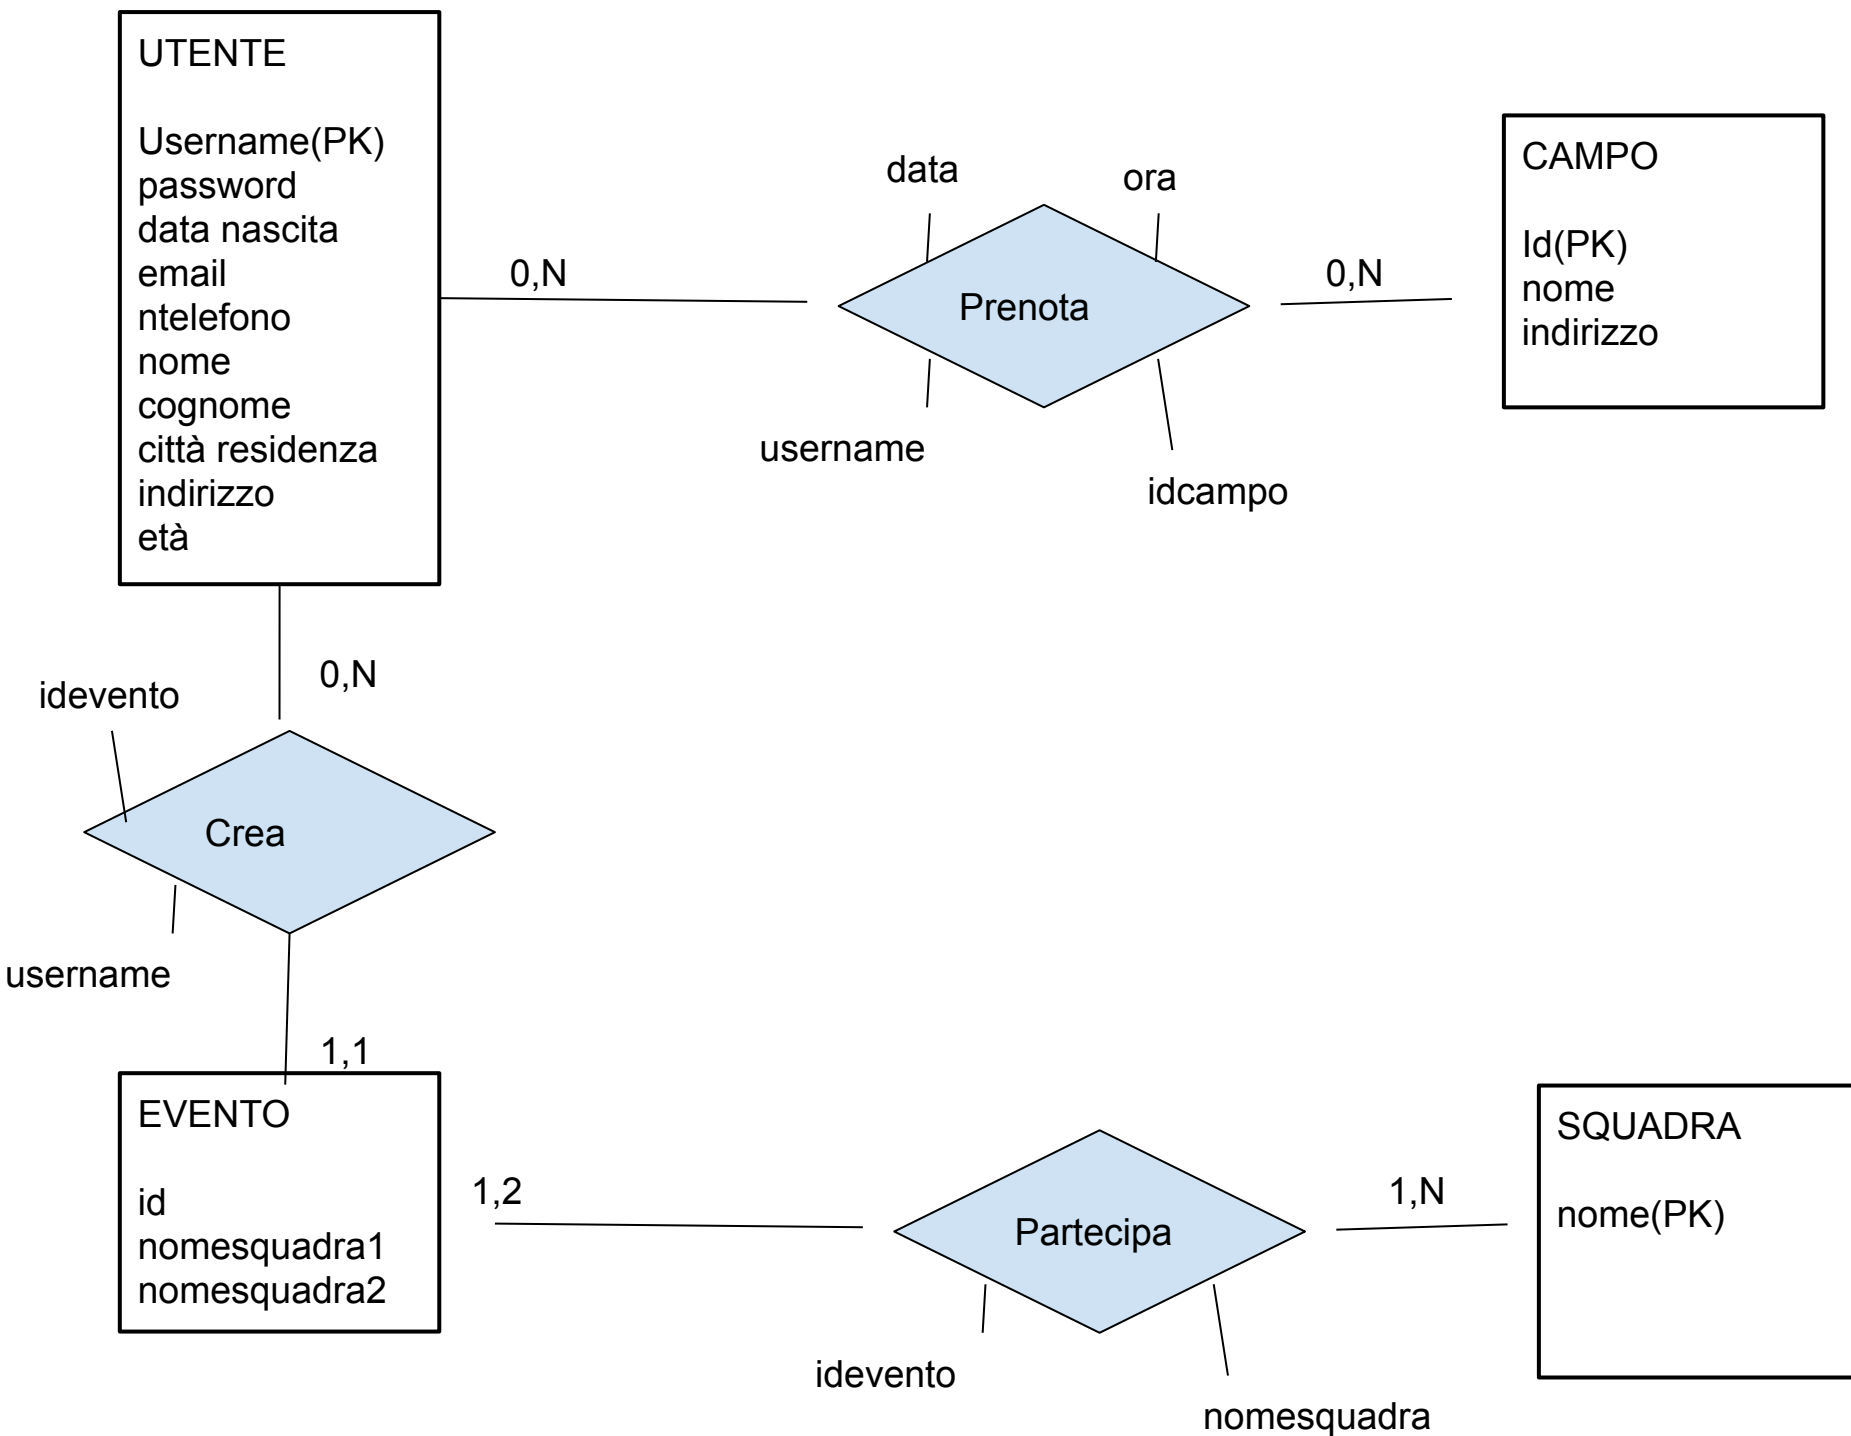 UTENTE
Username(PK)
password
data nascita
email
ntelefono
nome
cognome
città residenza
indirizzo
età
0,N
data
ora
Prenota
username
idcampo
0,N
CAMPO
Id(PK)
nome
indirizzo
0,N
idevento
Crea
username
1,1
EVENTO
id
nomesquadra1
nomesquadra2
1,2
Partecipa
idevento
nomesquadra
1,N
SQUADRA
nome(PK)